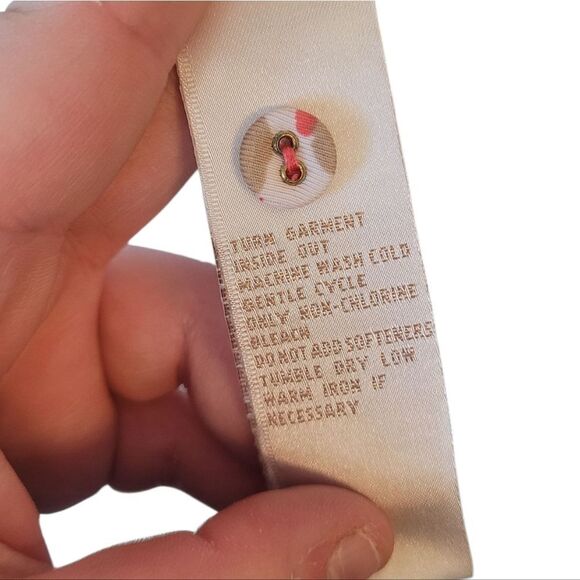 TURN GARMENT
INSIDE OUT
MACHINE WASH COLD
GENTLE CYCLE
ONLY NON-CHLORINE
BLEACH
DO NOT ADD SOFTENERS
TUMBLE DRY LOW
WARM IRON IF
NECESSARY